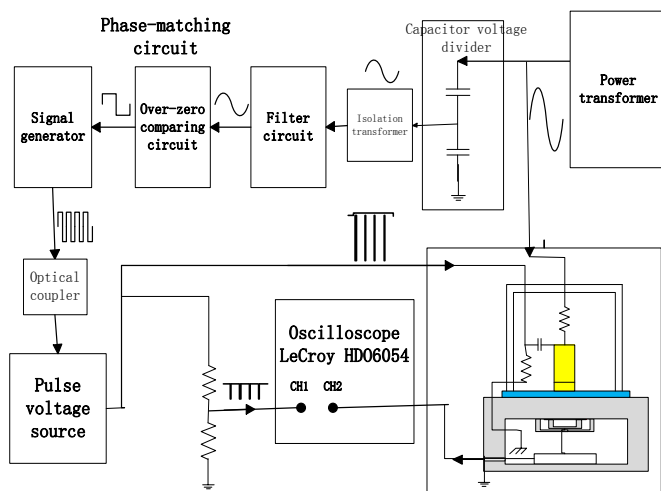 Phase-matching
circuit
Capacitor voltage
divider
Power
transformer
Signal
generator
Over-zero
comparing
circuit
Filter
circuit
Isolation
transformer
Optical
coupler
Pulse
voltage
source
Oscilloscope
LeCroy HDO6054
CH1 CH2